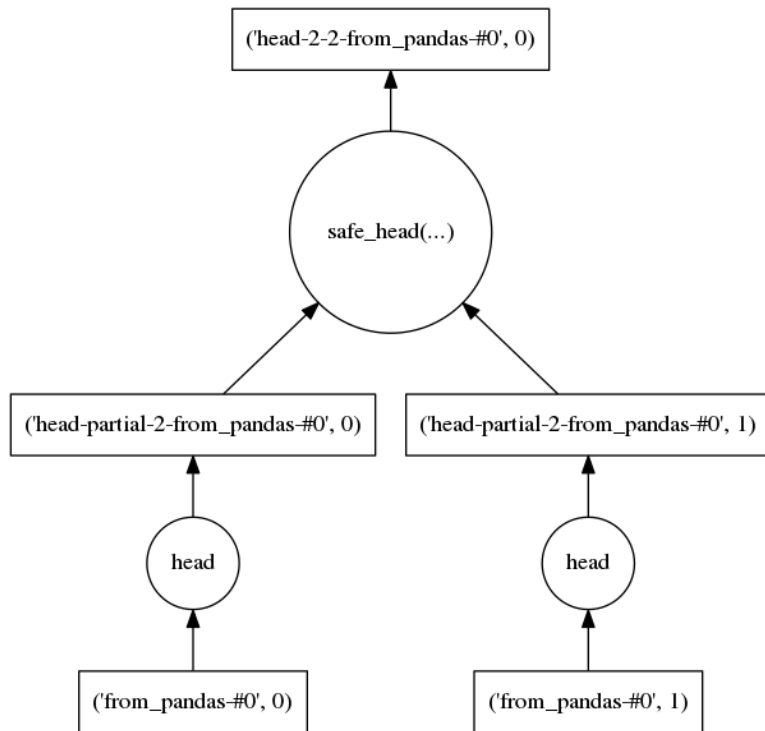 ('head-2-2-from_pandas-#0', 0)
safe_head(...)
('head-partial-2-from_pandas-#0', 0)
('head-partial-2-from_pandas-#0', 1)
head
head
('from_pandas-#0', 0)
('from_pandas-#0', 1)